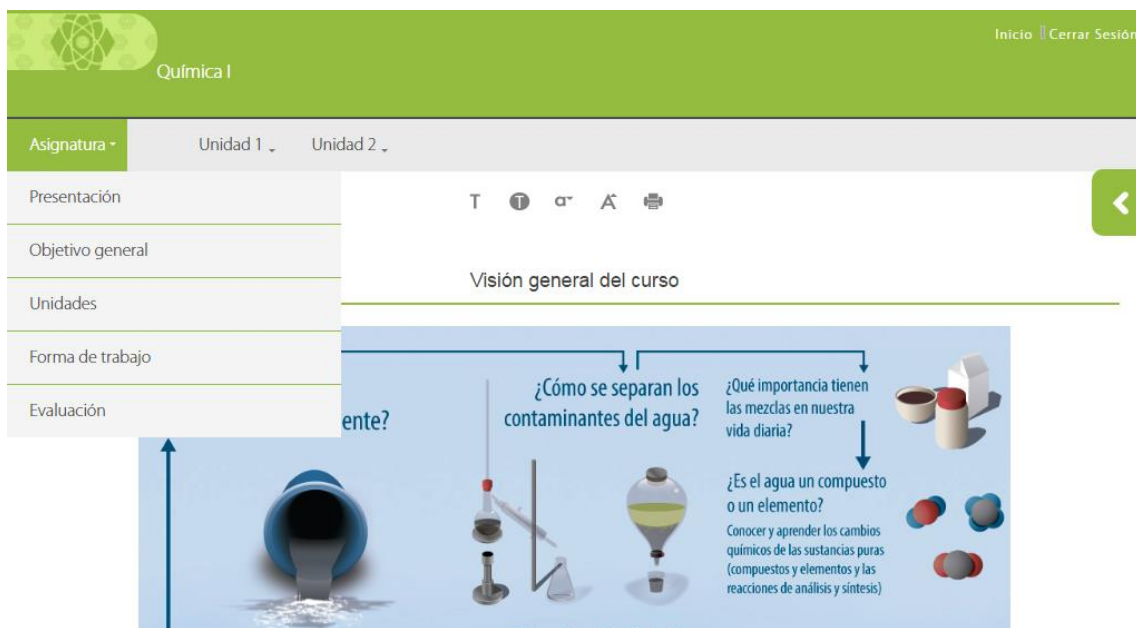 Inicio Cerrar Sesión
Química I
Asignatura
Unidad 1
Unidad 2
Presentación
Objetivo general
Unidades
Forma de trabajo
Evaluación
T T a A
Visión general del curso
ente?
¿Cómo se separan los
contaminantes del agua?
¿Qué importancia tienen
las mezclas en nuestra
vida diaria?
¿Es el agua un compuesto
o un elemento?
Conocer y aprender los cambios
químicos de las sustancias puras
(compuestos y elementos y las
reacciones de análisis y síntesis)